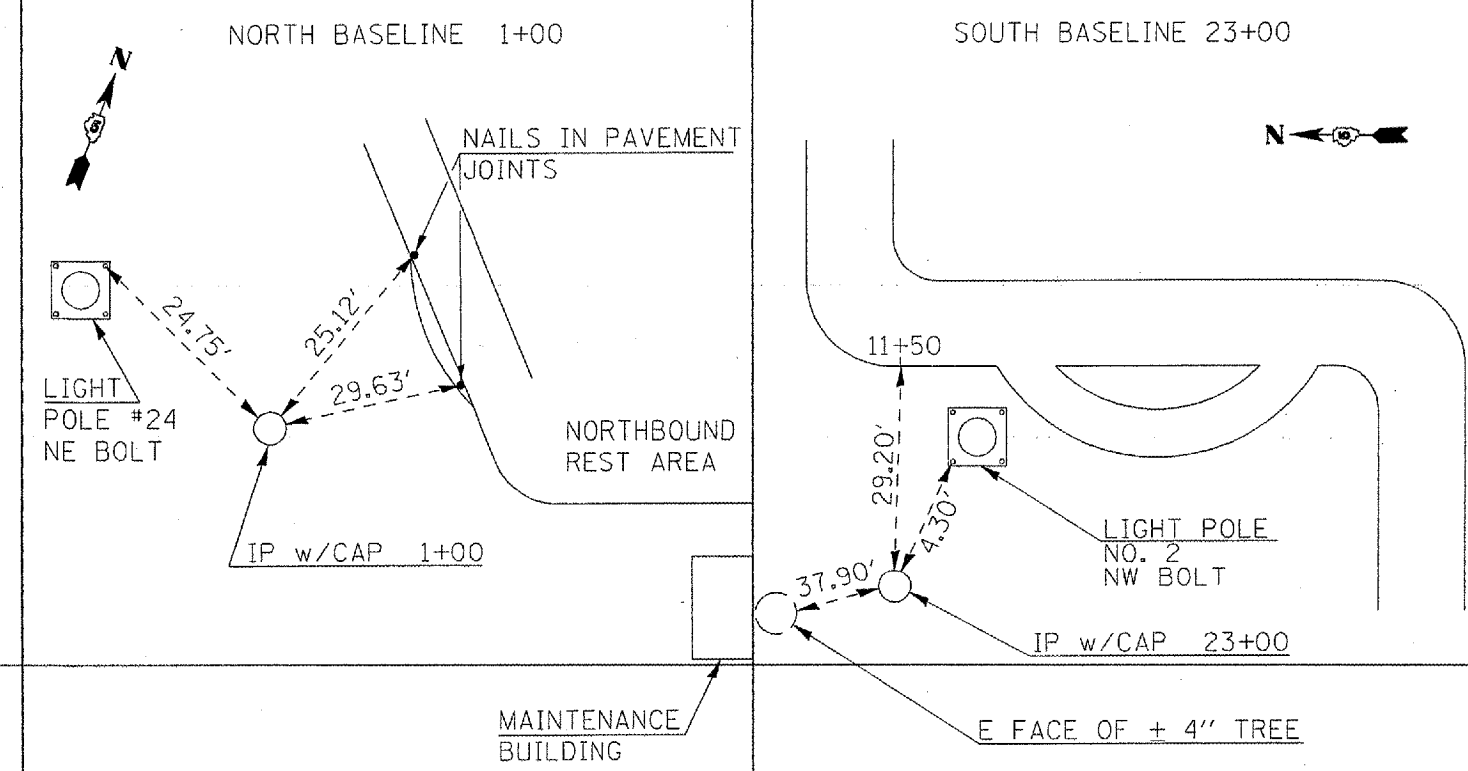 NORTH BASELINE 1+00
N
NAILS IN PAVEMENT
JOINTS
24.75'
25.12'
29.63'
LIGHT
POLE #24
NE BOLT
NORTHBOUND
REST AREA
IP w/CAP 1+00
MAINTENANCE
BUILDING
SOUTH BASELINE 23+00
N
11+50
29.20'
4.30'
37.90'
LIGHT POLE
NO. 2
NW BOLT
IP w/CAP 23+00
E FACE OF ± 4" TREE